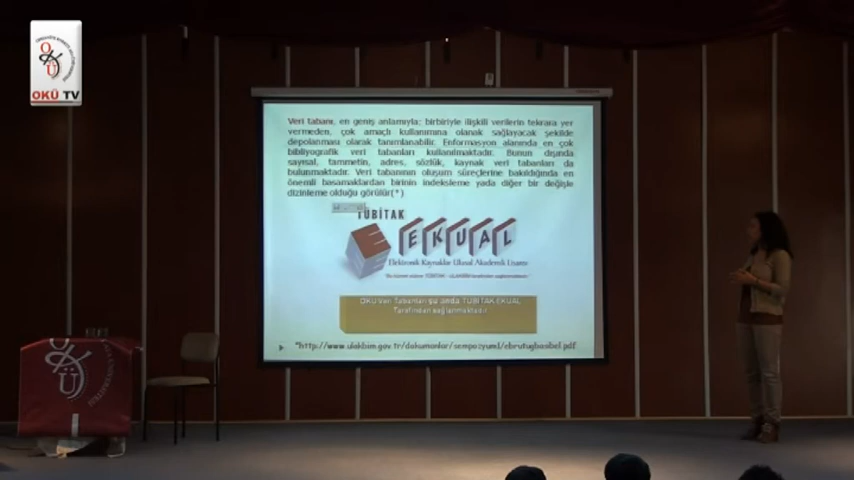 OKÜ TV
Veri tabanı, en geniş anlamıyla; birbiriyle ilişkili verilerin tekrara yer
vermeden, çok amaçlı kullanımına olanak sağlayacak şekilde
depolanması olarak tanımlanabilir. Enformasyon alanında en çok
bibliyografik veri tabanları kullanılmaktadır. Bunun dışında
sayısal, tammetin, adres, sözlük, kaynak veri tabanları da
bulunmaktadır. Veri tabanının oluşum süreçlerine bakıldığında en
önemli basamaklardan birinin indeksleme yada diğer bir değişle
dizinleme olduğu görülür(*)
TÜBİTAK
EKUAL
Elektronik Kaynaklar Ulusal Akademik Lisansı
OKÜ Veri Tabanları şu anda TÜBİTAK EKUAL
Tarafından sağlanmaktadır
*http://www.ulakbim.gov.tr/dokumanlar/sempozyum1/ebrutugbaobel.pdf
OKÜ